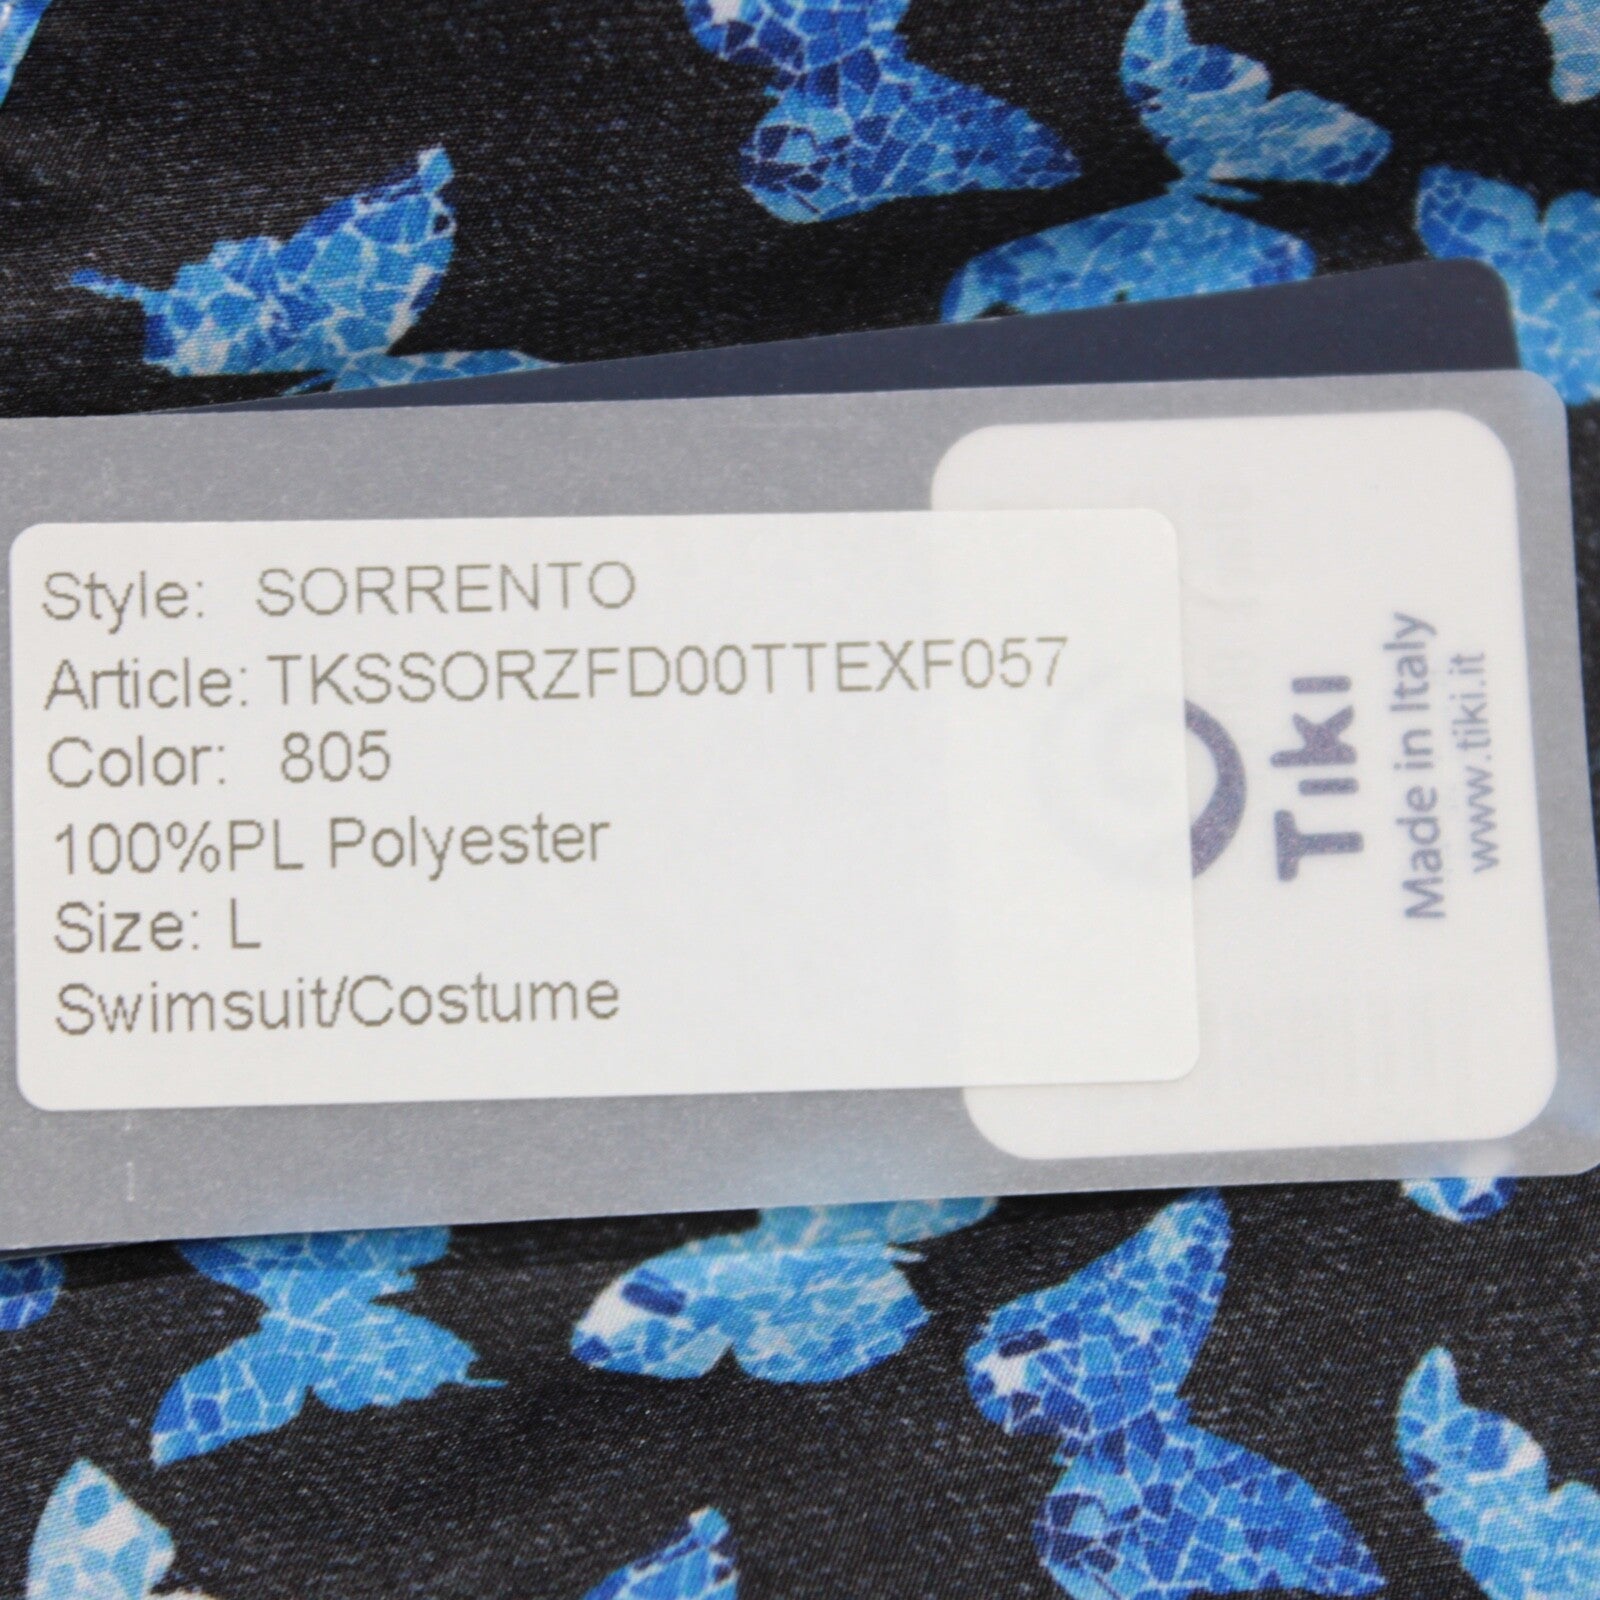 Style: SORRENTO
Article: TKSSORZFD00TTEXF057
Color: 805
100%PL Polyester
Size: L
Swimsuit/Costume
Tiki
Made in Italy
www.tiki.it